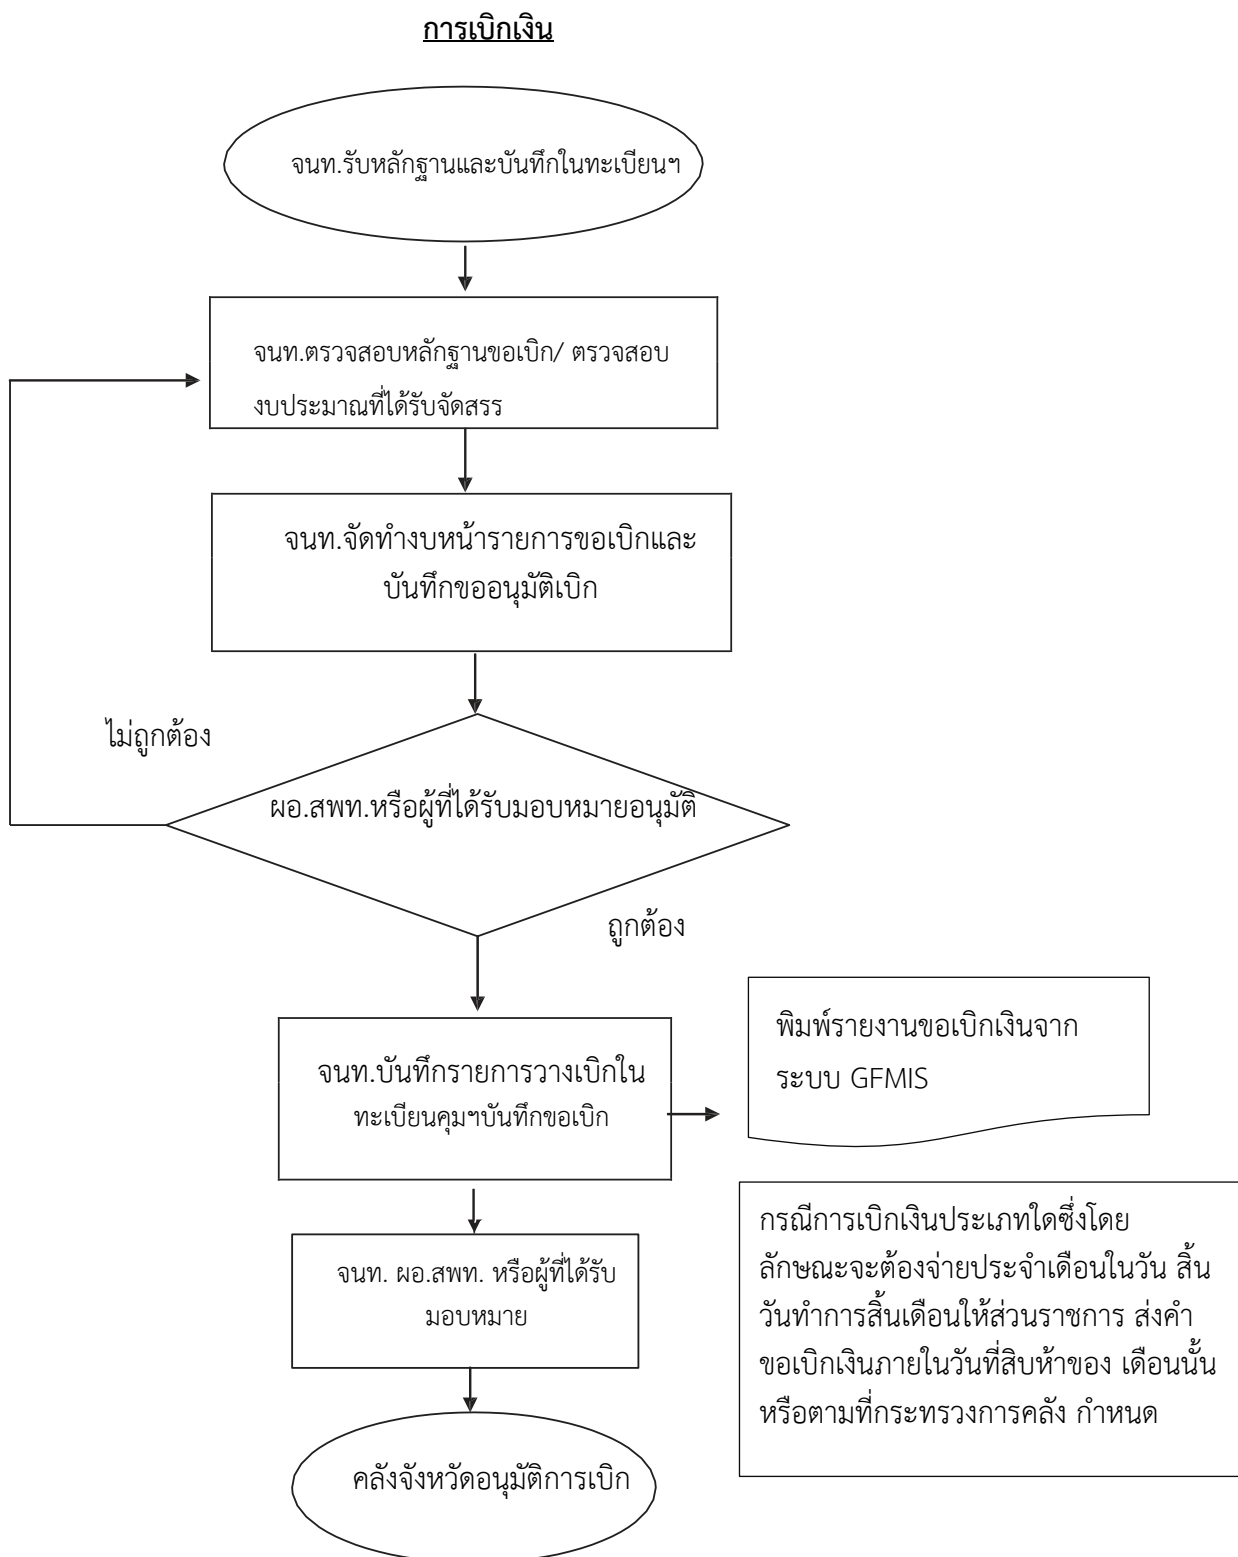 การเบิกเงิน
จนท.รับหลักฐานและบันทึกในทะเบียนฯ
จนท.ตรวจสอบหลักฐานขอเบิก/ ตรวจสอบ
งบประมาณที่ได้รับจัดสรร
จนท.จัดทำงบหน้ารายการขอเบิกและ
บันทึกขออนุมัติเบิก
ไม่ถูกต้อง
ผอ.สพท.หรือผู้ที่ได้รับมอบหมายอนุมัติ
ถูกต้อง
จนท.บันทึกรายการวางเบิกใน
ทะเบียนคุมฯบันทึกขอเบิก
พิมพ์รายงานขอเบิกเงินจาก
ระบบ GFMIS
จนท. ผอ.สพท. หรือผู้ที่ได้รับ
มอบหมาย
กรณีการเบิกเงินประเภทใดซึ่งโดย
ลักษณะจะต้องจ่ายประจำเดือนในวัน สิ้น
วันทำการสิ้นเดือนให้ส่วนราชการ ส่งคำ
ขอเบิกเงินภายในวันที่สิบห้าของ เดือนนั้น
หรือตามที่กระทรวงการคลัง กำหนด
คลังจังหวัดอนุมัติการเบิก